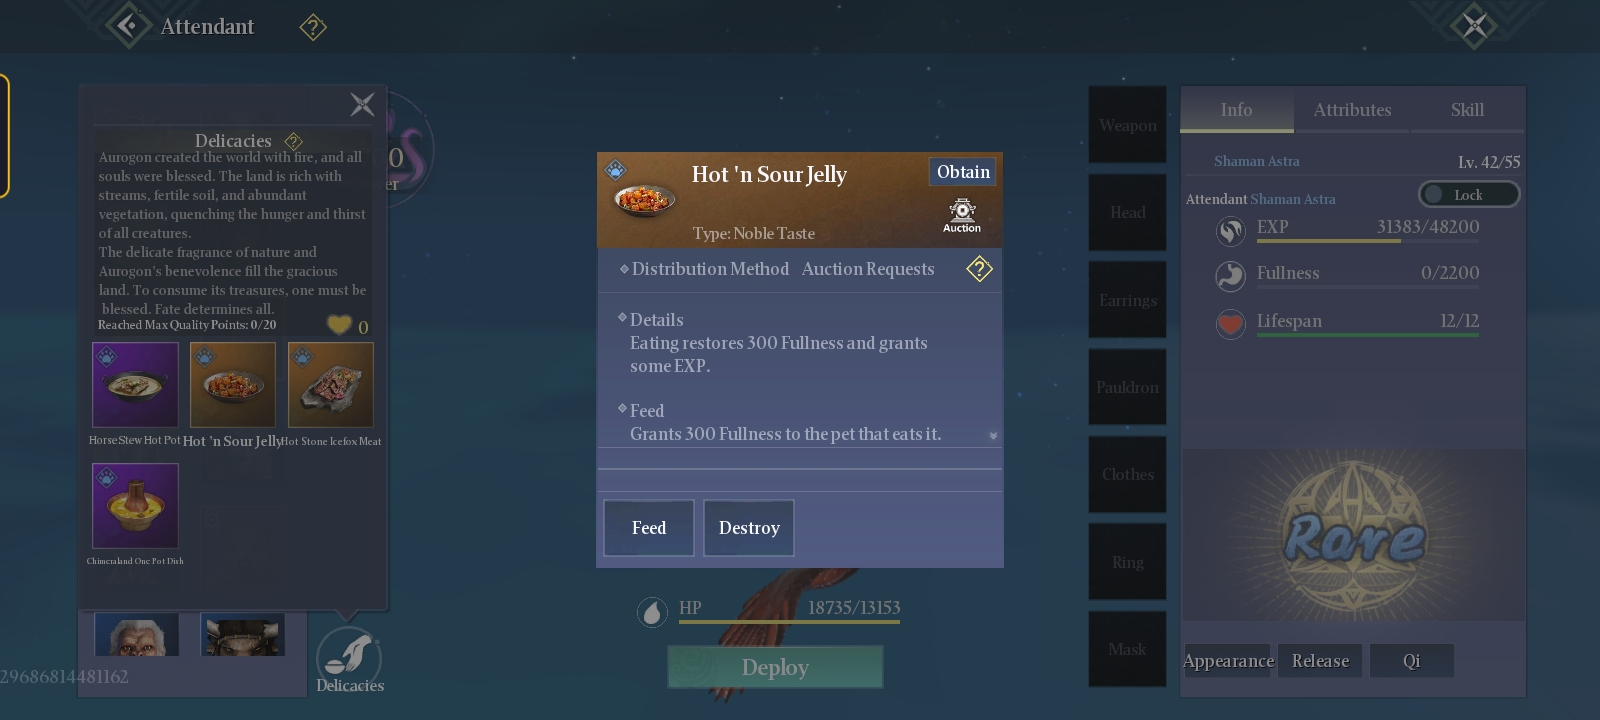 Attendant
?
Delicacies ?
Aurogon created the world with fire, and all
souls were blessed. The land is rich with
streams, fertile soil, and abundant
vegetation, quenching the hunger and thirst
of all creatures.
The delicate fragrance of nature and
Aurogon's benevolence fill the gracious
land. To consume its treasures, one must be
blessed. Fate determines all.
Reached Max Quality Points: 0/20
0
Horse Stew Hot Pot
Hot 'n Sour Jelly
Hot Stone Icefox Meat
Chimeraland One Pot Dish
Delicacies
29686814481162
Hot 'n Sour Jelly
Obtain
Auction
Type: Noble Taste
Distribution Method Auction Requests ?
Details
Eating restores 300 Fullness and grants
some EXP.
Feed
Grants 300 Fullness to the pet that eats it.
Feed
Destroy
HP 18735/13153
Deploy
Weapon
Head
Earrings
Pauldron
Clothes
Ring
Mask
Info
Attributes
Skill
Shaman Astra Lv. 42/55
Attendant Shaman Astra
Lock
EXP 31383/48200
Fullness 0/2200
Lifespan 12/12
Rare
Appearance
Release
Qi